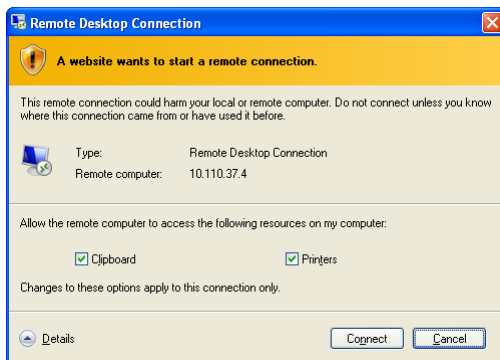 Remote Desktop Connection
A website wants to start a remote connection.
This remote connection could harm your local or remote computer. Do not connect unless you know
where this connection came from or have used it before.
Type: Remote Desktop Connection
Remote computer: 10.110.37.4
Allow the remote computer to access the following resources on my computer:
Clipboard Printers
Changes to these options apply to this connection only.
Details Connect Cancel